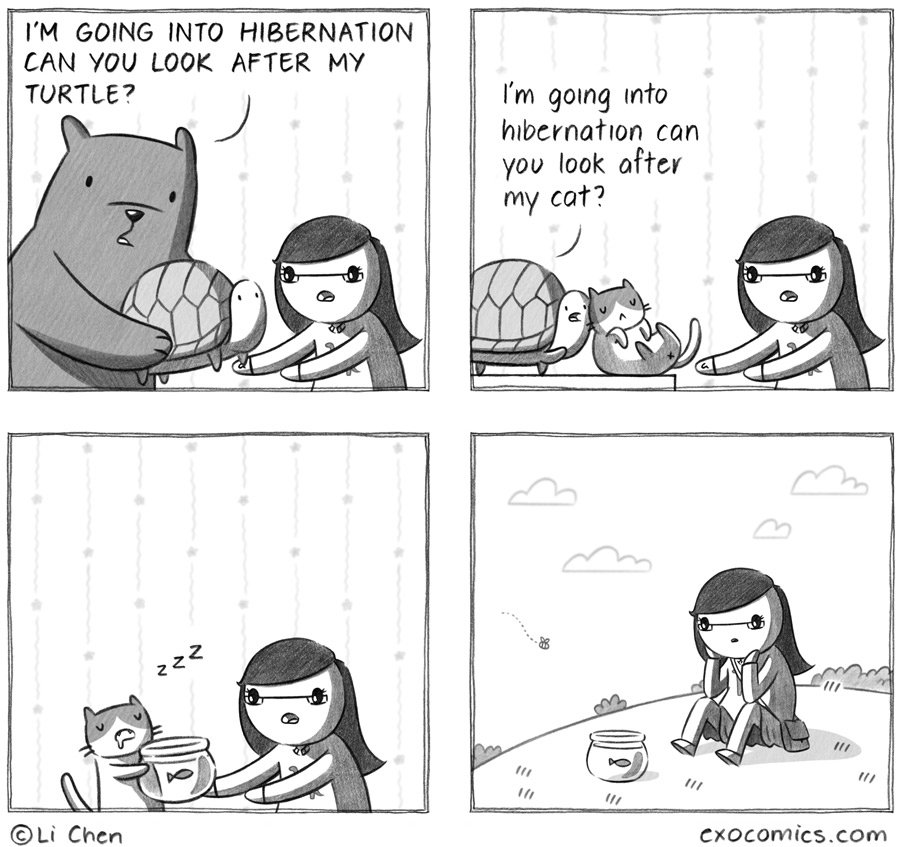 I'M GOING INTO HIBERNATION
CAN YOU LOOK AFTER MY
TURTLE?
I'm going into
hibernation can
you look after
my cat?
z z Z
© Li Chen
exocomics.com